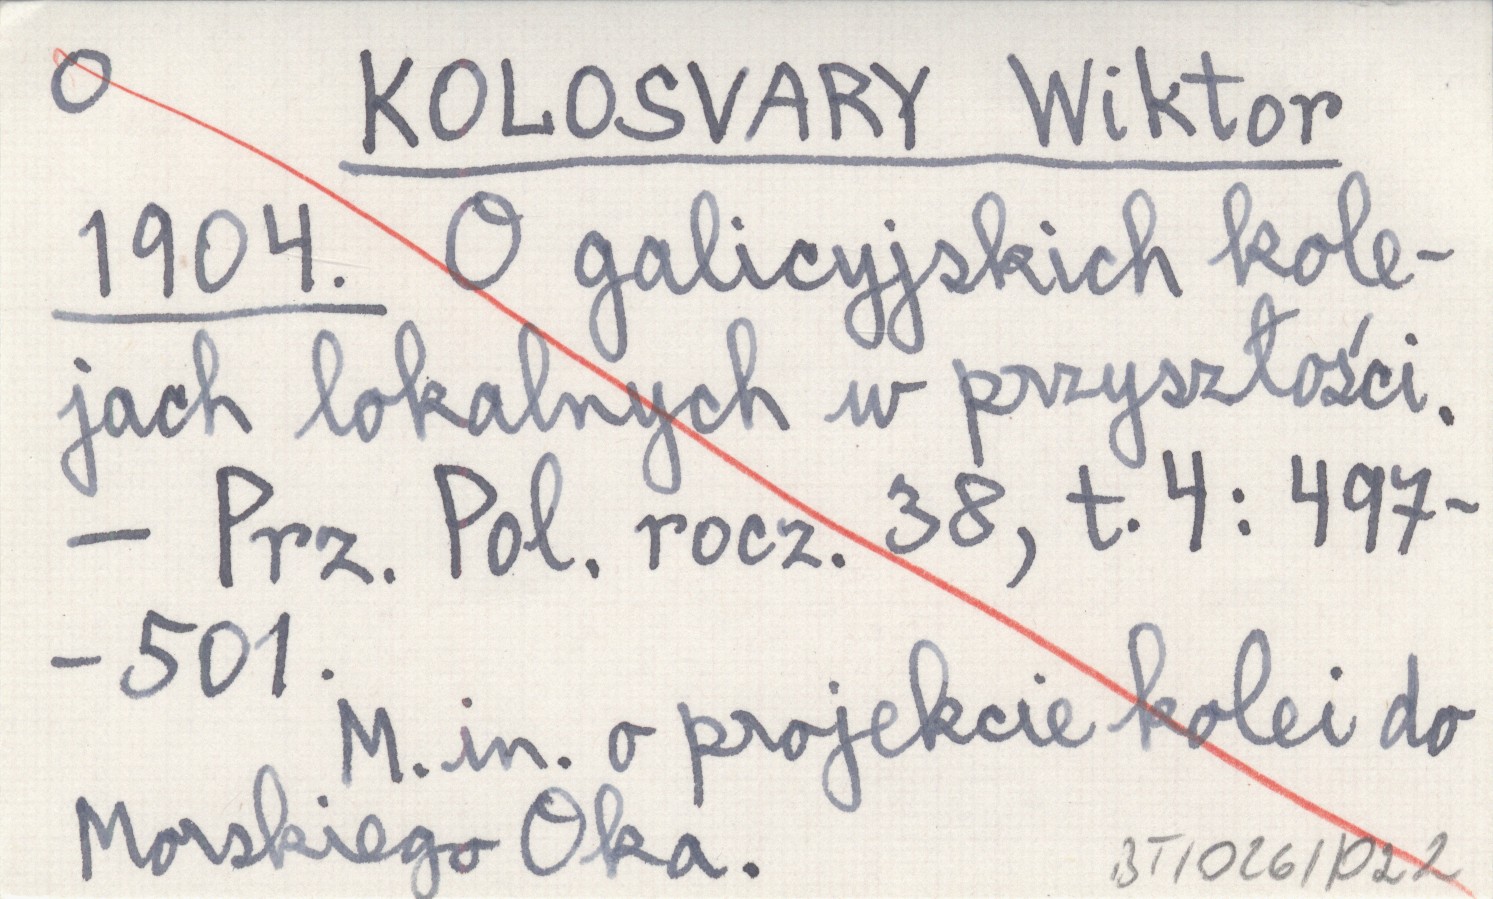 O KOLOSVARY Wiktor
1904. O galicyjskich kole-
jach lokalnych w przyszłości.
— Prz. Pol. rocz. 38, t. 4: 497-
-501.
M. in. o projekcie kolei do
Morskiego Oka.
BT/0261/022